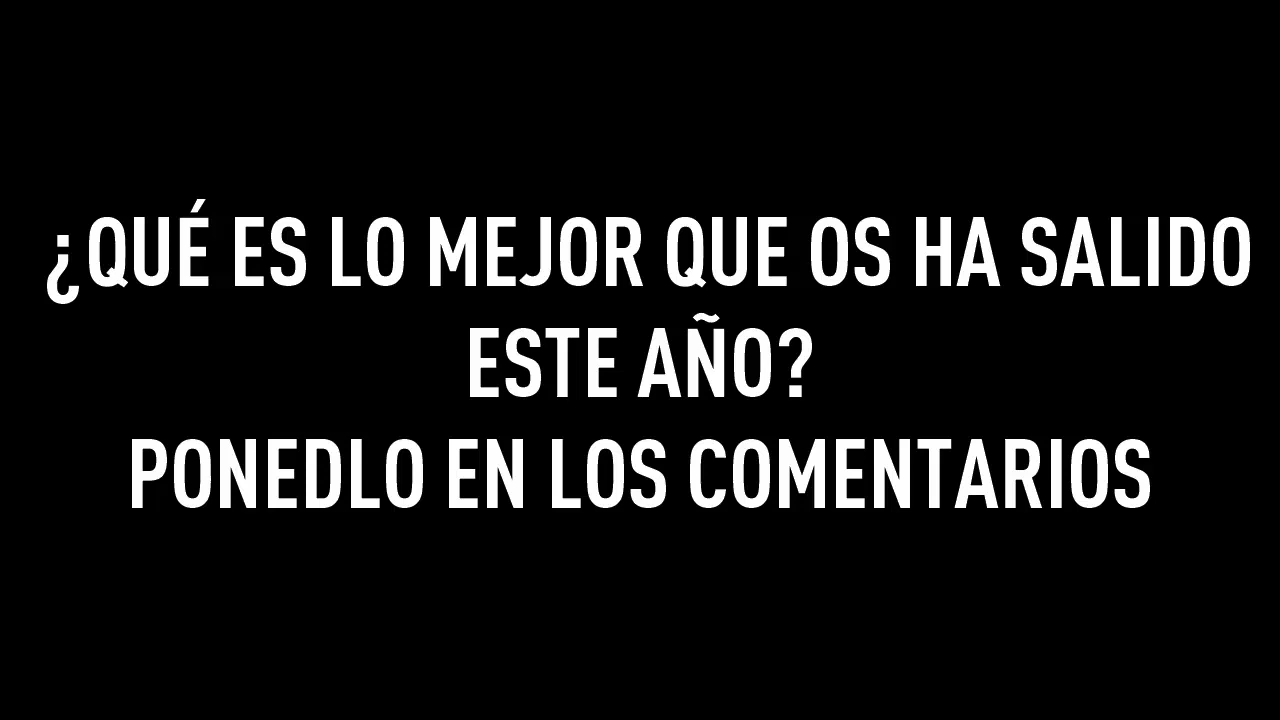 ¿QUÉ ES LO MEJOR QUE OS HA SALIDO
ESTE AÑO?
PONEDLO EN LOS COMENTARIOS